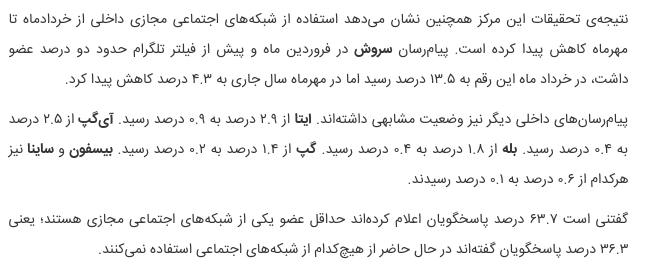 نتیجه‌ی تحقیقات این مرکز همچنین نشان می‌دهد استفاده از شبکه‌های اجتماعی مجازی داخلی از خردادماه تا
مهرماه کاهش پیدا کرده است. پیام‌رسان سروش در فروردین ماه و پیش از فیلتر تلگرام حدود دو درصد عضو
داشت، در خرداد ماه این رقم به ۱۳.۵ درصد رسید اما در مهرماه سال جاری به ۴.۳ درصد کاهش پیدا کرد.
پیام‌رسان‌های داخلی دیگر نیز وضعیت مشابهی داشته‌اند. ایتا از ۲.۹ درصد به ۰.۹ درصد رسید. آی‌گپ از ۲.۵ درصد
به ۰.۴ درصد رسید. بله از ۱.۸ درصد به ۰.۴ درصد رسید. گپ از ۱.۴ درصد به ۰.۲ درصد رسید. بیسفون و ساینا نیز
هرکدام از ۰.۶ درصد به ۰.۱ درصد رسیدند.
گفتنی است ۶۳.۷ درصد پاسخگویان اعلام کرده‌اند حداقل عضو یکی از شبکه‌های اجتماعی مجازی هستند؛ یعنی
۳۶.۳ درصد پاسخگویان گفته‌اند در حال حاضر از هیچ‌کدام از شبکه‌های اجتماعی استفاده نمی‌کنند.